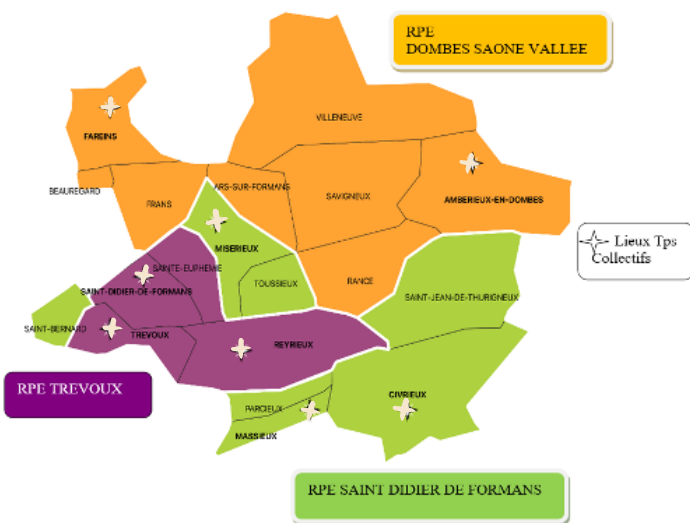 RPE
DOMBES SAONE VALLEE
VILLENEUVE
FAREINS
BEAUREGARD
FRANS
ARS-SUR-FORMANS
SAVIGNEUX
AMBERIEUX-EN-DOMBES
Lieux Tps
Collectifs
MISERIEUX
SAINTE-EUPHEME
TOUSSIEUX
RANCE
SAINT-DIDIER-DE-FORMANS
SAINT-JEAN-DE-THURIGNEUX
SAINT-BERNARD
TREVOUX
REYRIEUX
RPE TREVOUX
PARCIEUX
CIVRIEUX
MASSIEUX
RPE SAINT DIDIER DE FORMANS